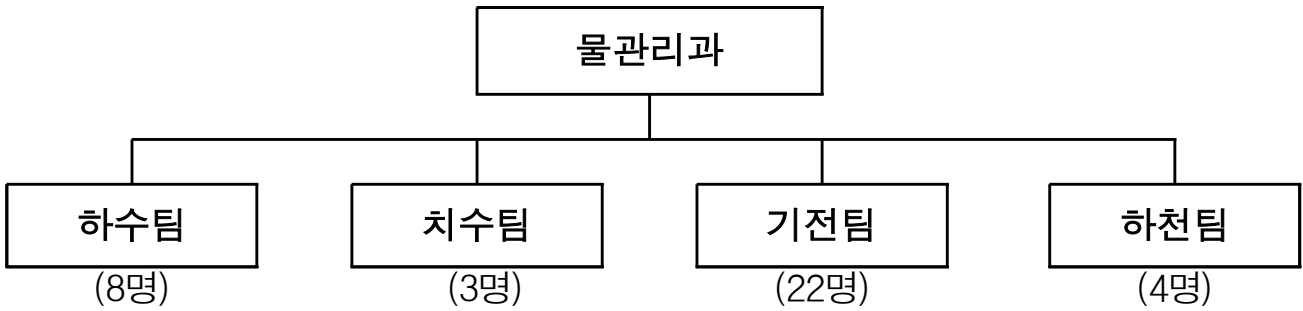 물관리과
하수팀 치수팀 기전팀 하천팀
(8명) (3명) (22명) (4명)